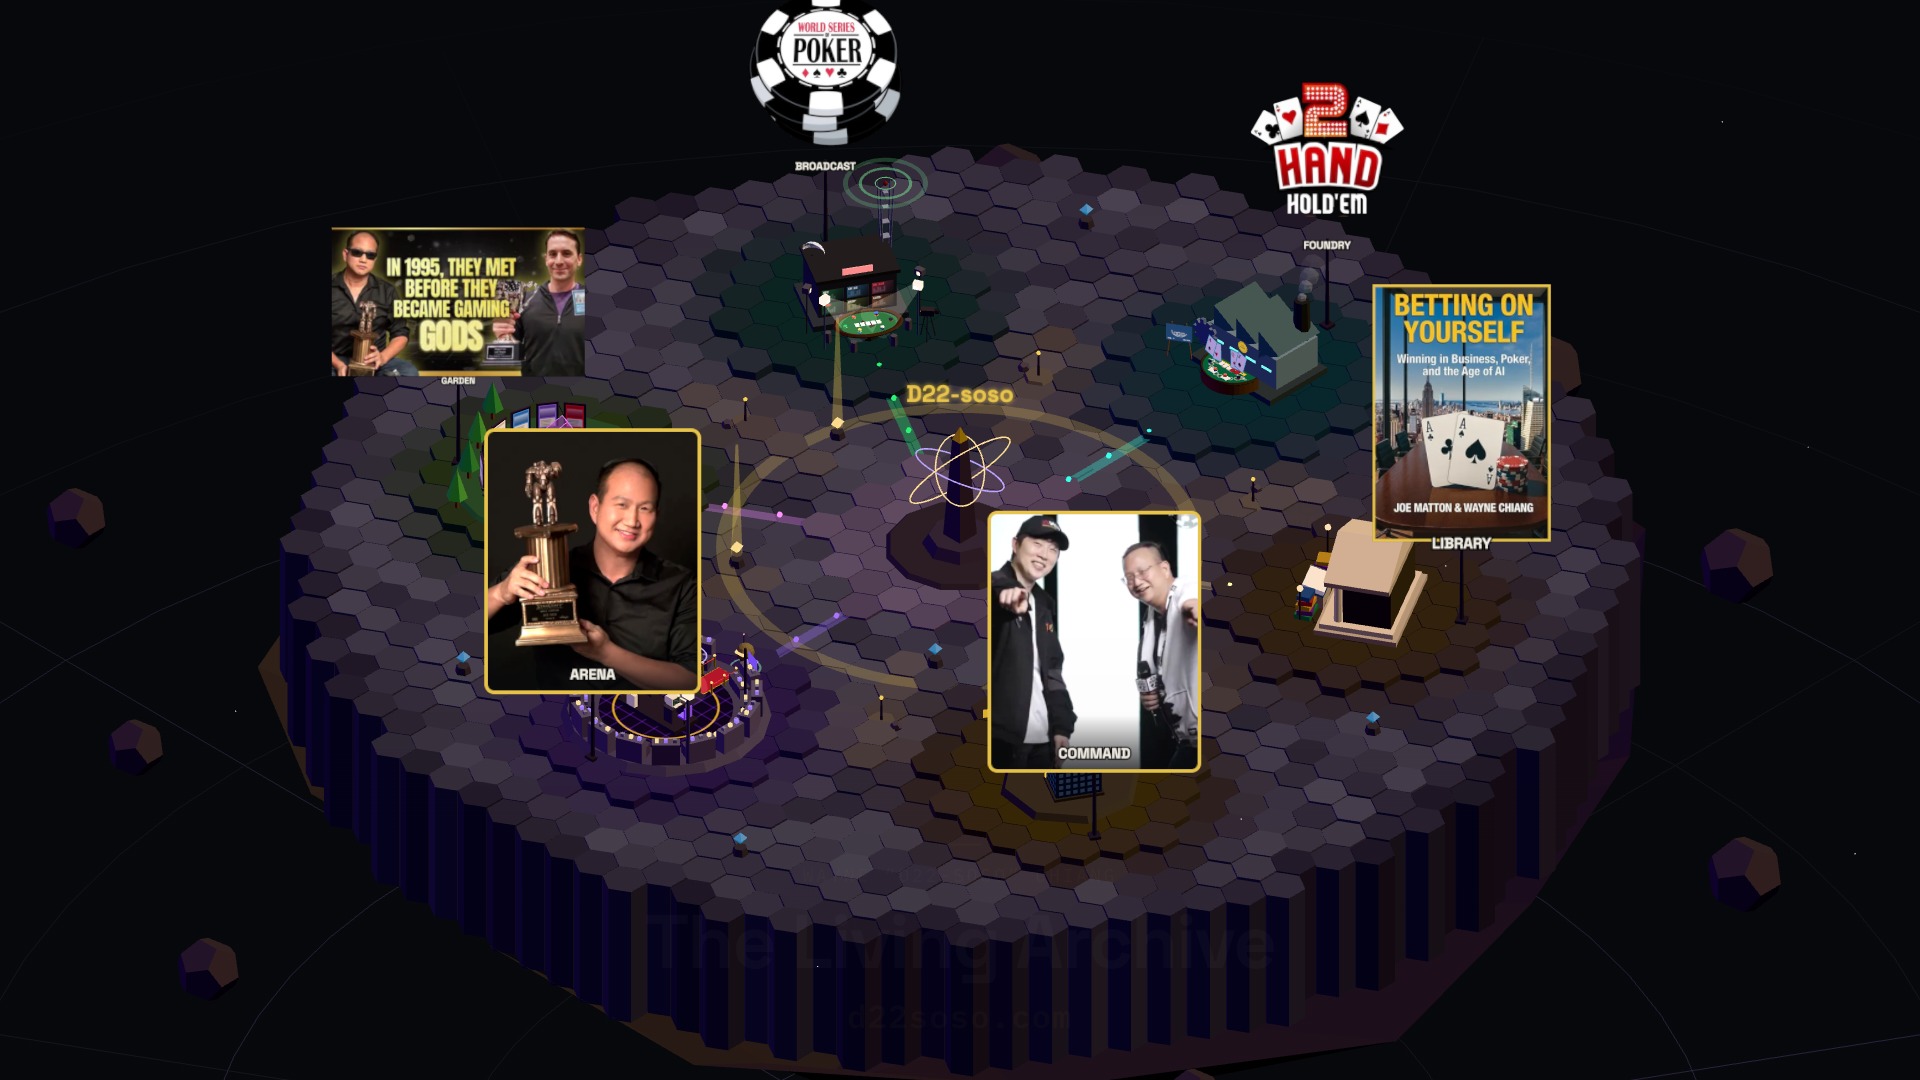 WORLD SERIES
OF
POKER
BROADCAST
2
HAND
HOLD'EM
FOUNDRY
IN 1995, THEY MET
BEFORE THEY
BECAME GAMING
GODS
GARDEN
BETTING ON
YOURSELF
Winning in Business, Poker,
and the Age of AI
A
A
JOE MATTON & WAYNE CHIANG
LIBRARY
D22-soso
ARENA
COMMAND
The Living Archive
d22soso.com